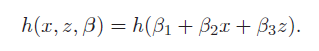 h(x, z, β) = h(β₁ + β₂x + β₃z).